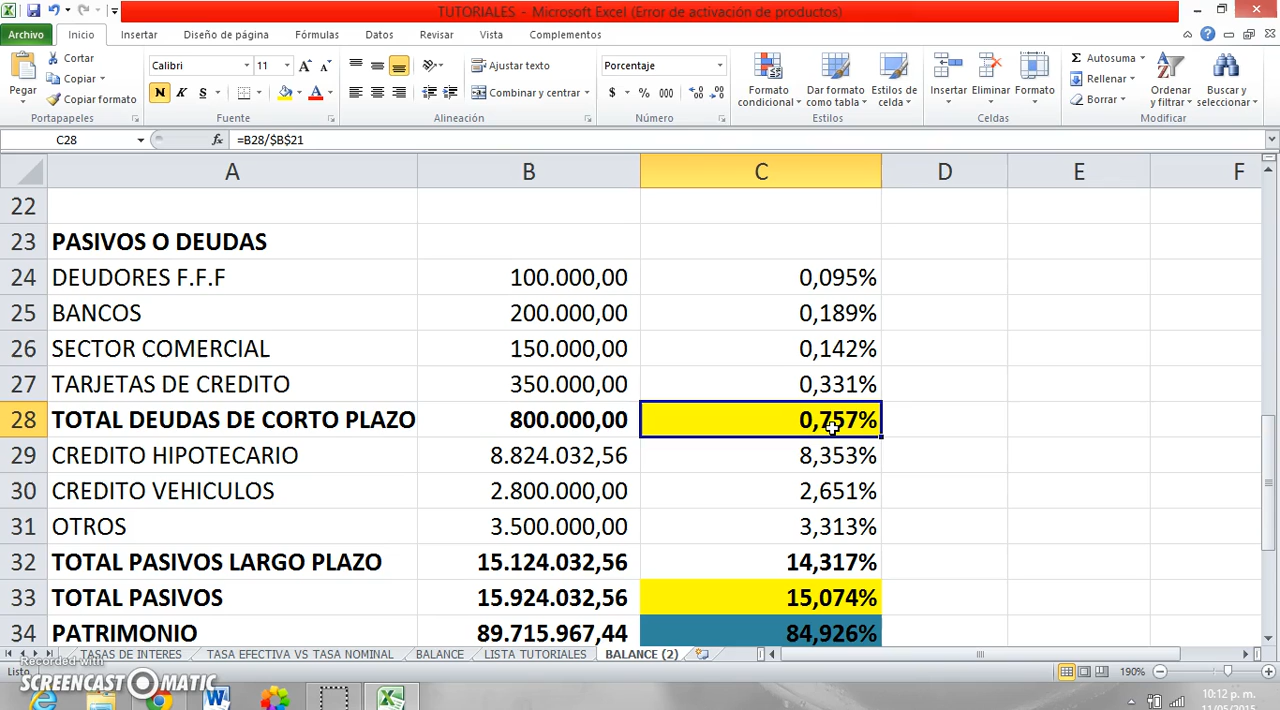 TUTORIALES - Microsoft Excel (Error de activación de productos)
Archivo Inicio Insertar Diseño de página Fórmulas Datos Revisar Vista Complementos
Pegar
Cortar
Copiar
Copiar formato
Portapapeles
Calibri 11
N K S
Fuente
Ajustar texto
Combinar y centrar
Alineación
Porcentaje
$ % 000
Número
Formato condicional
Dar formato como tabla
Estilos de celda
Estilos
Insertar Eliminar Formato
Celdas
Σ Autosuma
Rellenar
Borrar
Ordenar y filtrar
Buscar y seleccionar
Modificar
C28 fx =B28/$B$21
A B C D E F
22
23 PASIVOS O DEUDAS
24 DEUDORES F.F.F 100.000,00 0,095%
25 BANCOS 200.000,00 0,189%
26 SECTOR COMERCIAL 150.000,00 0,142%
27 TARJETAS DE CREDITO 350.000,00 0,331%
28 TOTAL DEUDAS DE CORTO PLAZO 800.000,00 0,757%
29 CREDITO HIPOTECARIO 8.824.032,56 8,353%
30 CREDITO VEHICULOS 2.800.000,00 2,651%
31 OTROS 3.500.000,00 3,313%
32 TOTAL PASIVOS LARGO PLAZO 15.124.032,56 14,317%
33 TOTAL PASIVOS 15.924.032,56 15,074%
34 PATRIMONIO 89.715.967,44 84,926%
TASAS DE INTERES TASA EFECTIVA VS TASA NOMINAL BALANCE LISTA TUTORIALES BALANCE (2)
Listo 190%
Recorded with
SCREENCAST MATIC
10:12 p. m.
11/05/2015